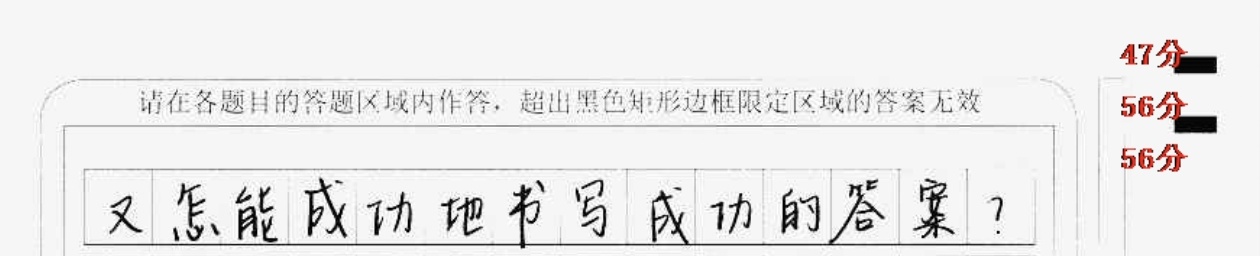 47分
请在各题目的答题区域内作答，超出黑色矩形边框限定区域的答案无效
56分
56分
又怎能成功地书写成功的答案？